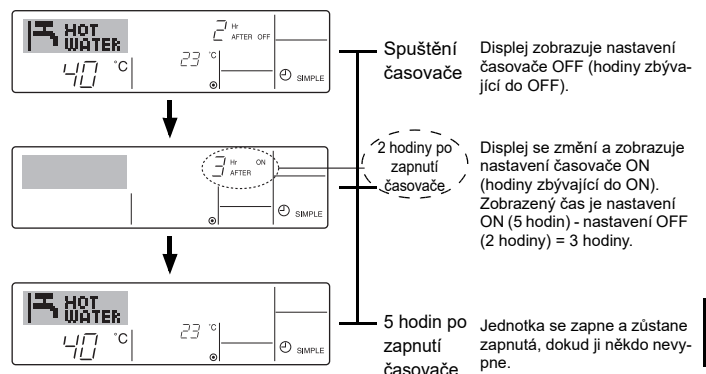 HOT
WATER
40 °C
2 Hr
AFTER OFF
23 °C
SIMPLE
Spuštění
časovače
Displej zobrazuje nastavení
časovače OFF (hodiny zbýva-
jící do OFF).
3 Hr ON
AFTER
SIMPLE
2 hodiny po
zapnutí
časovače
Displej se změní a zobrazuje
nastavení časovače ON
(hodiny zbývající do ON).
Zobrazený čas je nastavení
ON (5 hodin) - nastavení OFF
(2 hodiny) = 3 hodiny.
HOT
WATER
40 °C
23 °C
SIMPLE
5 hodin po
zapnutí
časovače
Jednotka se zapne a zůstane
zapnutá, dokud ji někdo nevy-
pne.